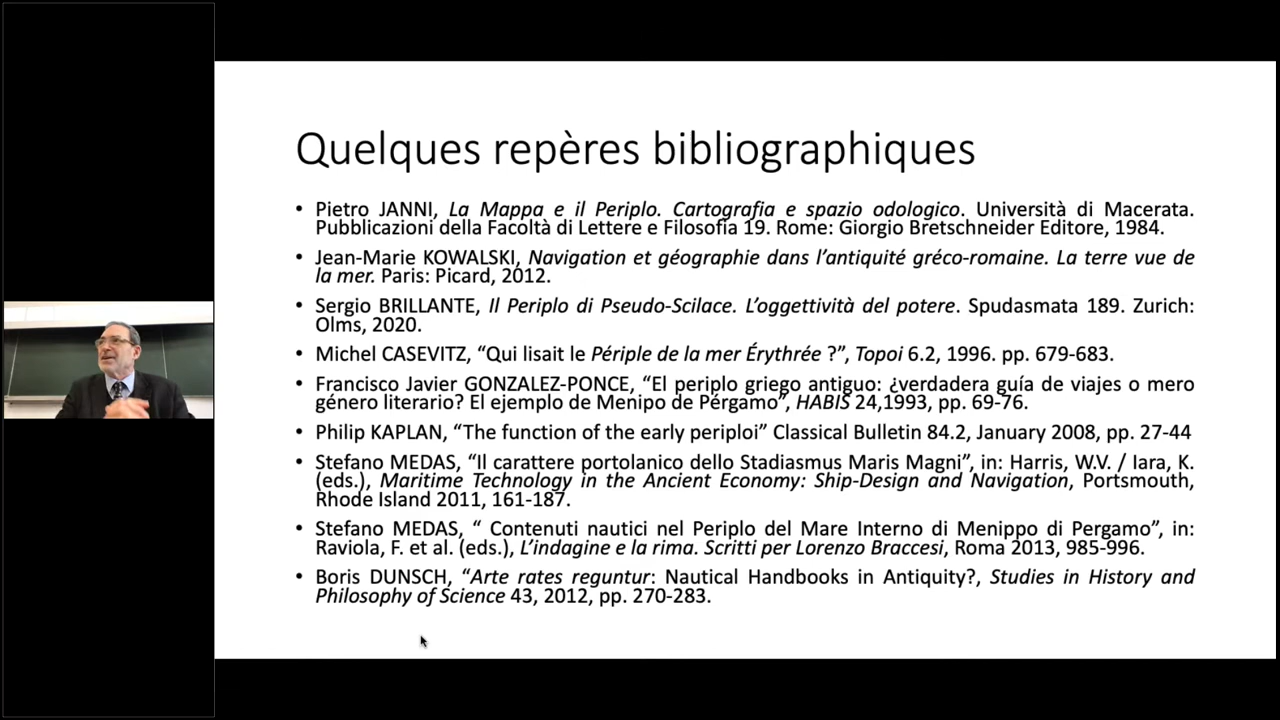 Quelques repères bibliographiques
• Pietro JANNI, La Mappa e il Periplo. Cartografia e spazio odologico. Università di Macerata.
Pubblicazioni della Facoltà di Lettere e Filosofia 19. Rome: Giorgio Bretschneider Editore, 1984.
• Jean-Marie KOWALSKI, Navigation et géographie dans l’antiquité gréco-romaine. La terre vue de
la mer. Paris: Picard, 2012.
• Sergio BRILLANTE, Il Periplo di Pseudo-Scilace. L’oggettività del potere. Spudasmata 189. Zurich:
Olms, 2020.
• Michel CASEVITZ, “Qui lisait le Périple de la mer Érythrée ?”, Topoi 6.2, 1996. pp. 679-683.
• Francisco Javier GONZALEZ-PONCE, “El periplo griego antiguo: ¿verdadera guía de viajes o mero
género literario? El ejemplo de Menipo de Pérgamo”, HABIS 24,1993, pp. 69-76.
• Philip KAPLAN, “The function of the early periploi” Classical Bulletin 84.2, January 2008, pp. 27-44
• Stefano MEDAS, “Il carattere portolanico dello Stadiasmus Maris Magni”, in: Harris, W.V. / Iara, K.
(eds.), Maritime Technology in the Ancient Economy: Ship-Design and Navigation, Portsmouth,
Rhode Island 2011, 161-187.
• Stefano MEDAS, “ Contenuti nautici nel Periplo del Mare Interno di Menippo di Pergamo”, in:
Raviola, F. et al. (eds.), L’indagine e la rima. Scritti per Lorenzo Braccesi, Roma 2013, 985-996.
• Boris DUNSCH, “Arte rates reguntur: Nautical Handbooks in Antiquity?, Studies in History and
Philosophy of Science 43, 2012, pp. 270-283.